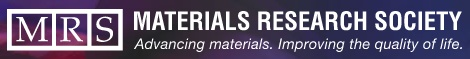 MRS MATERIALS RESEARCH SOCIETY
Advancing materials. Improving the quality of life.